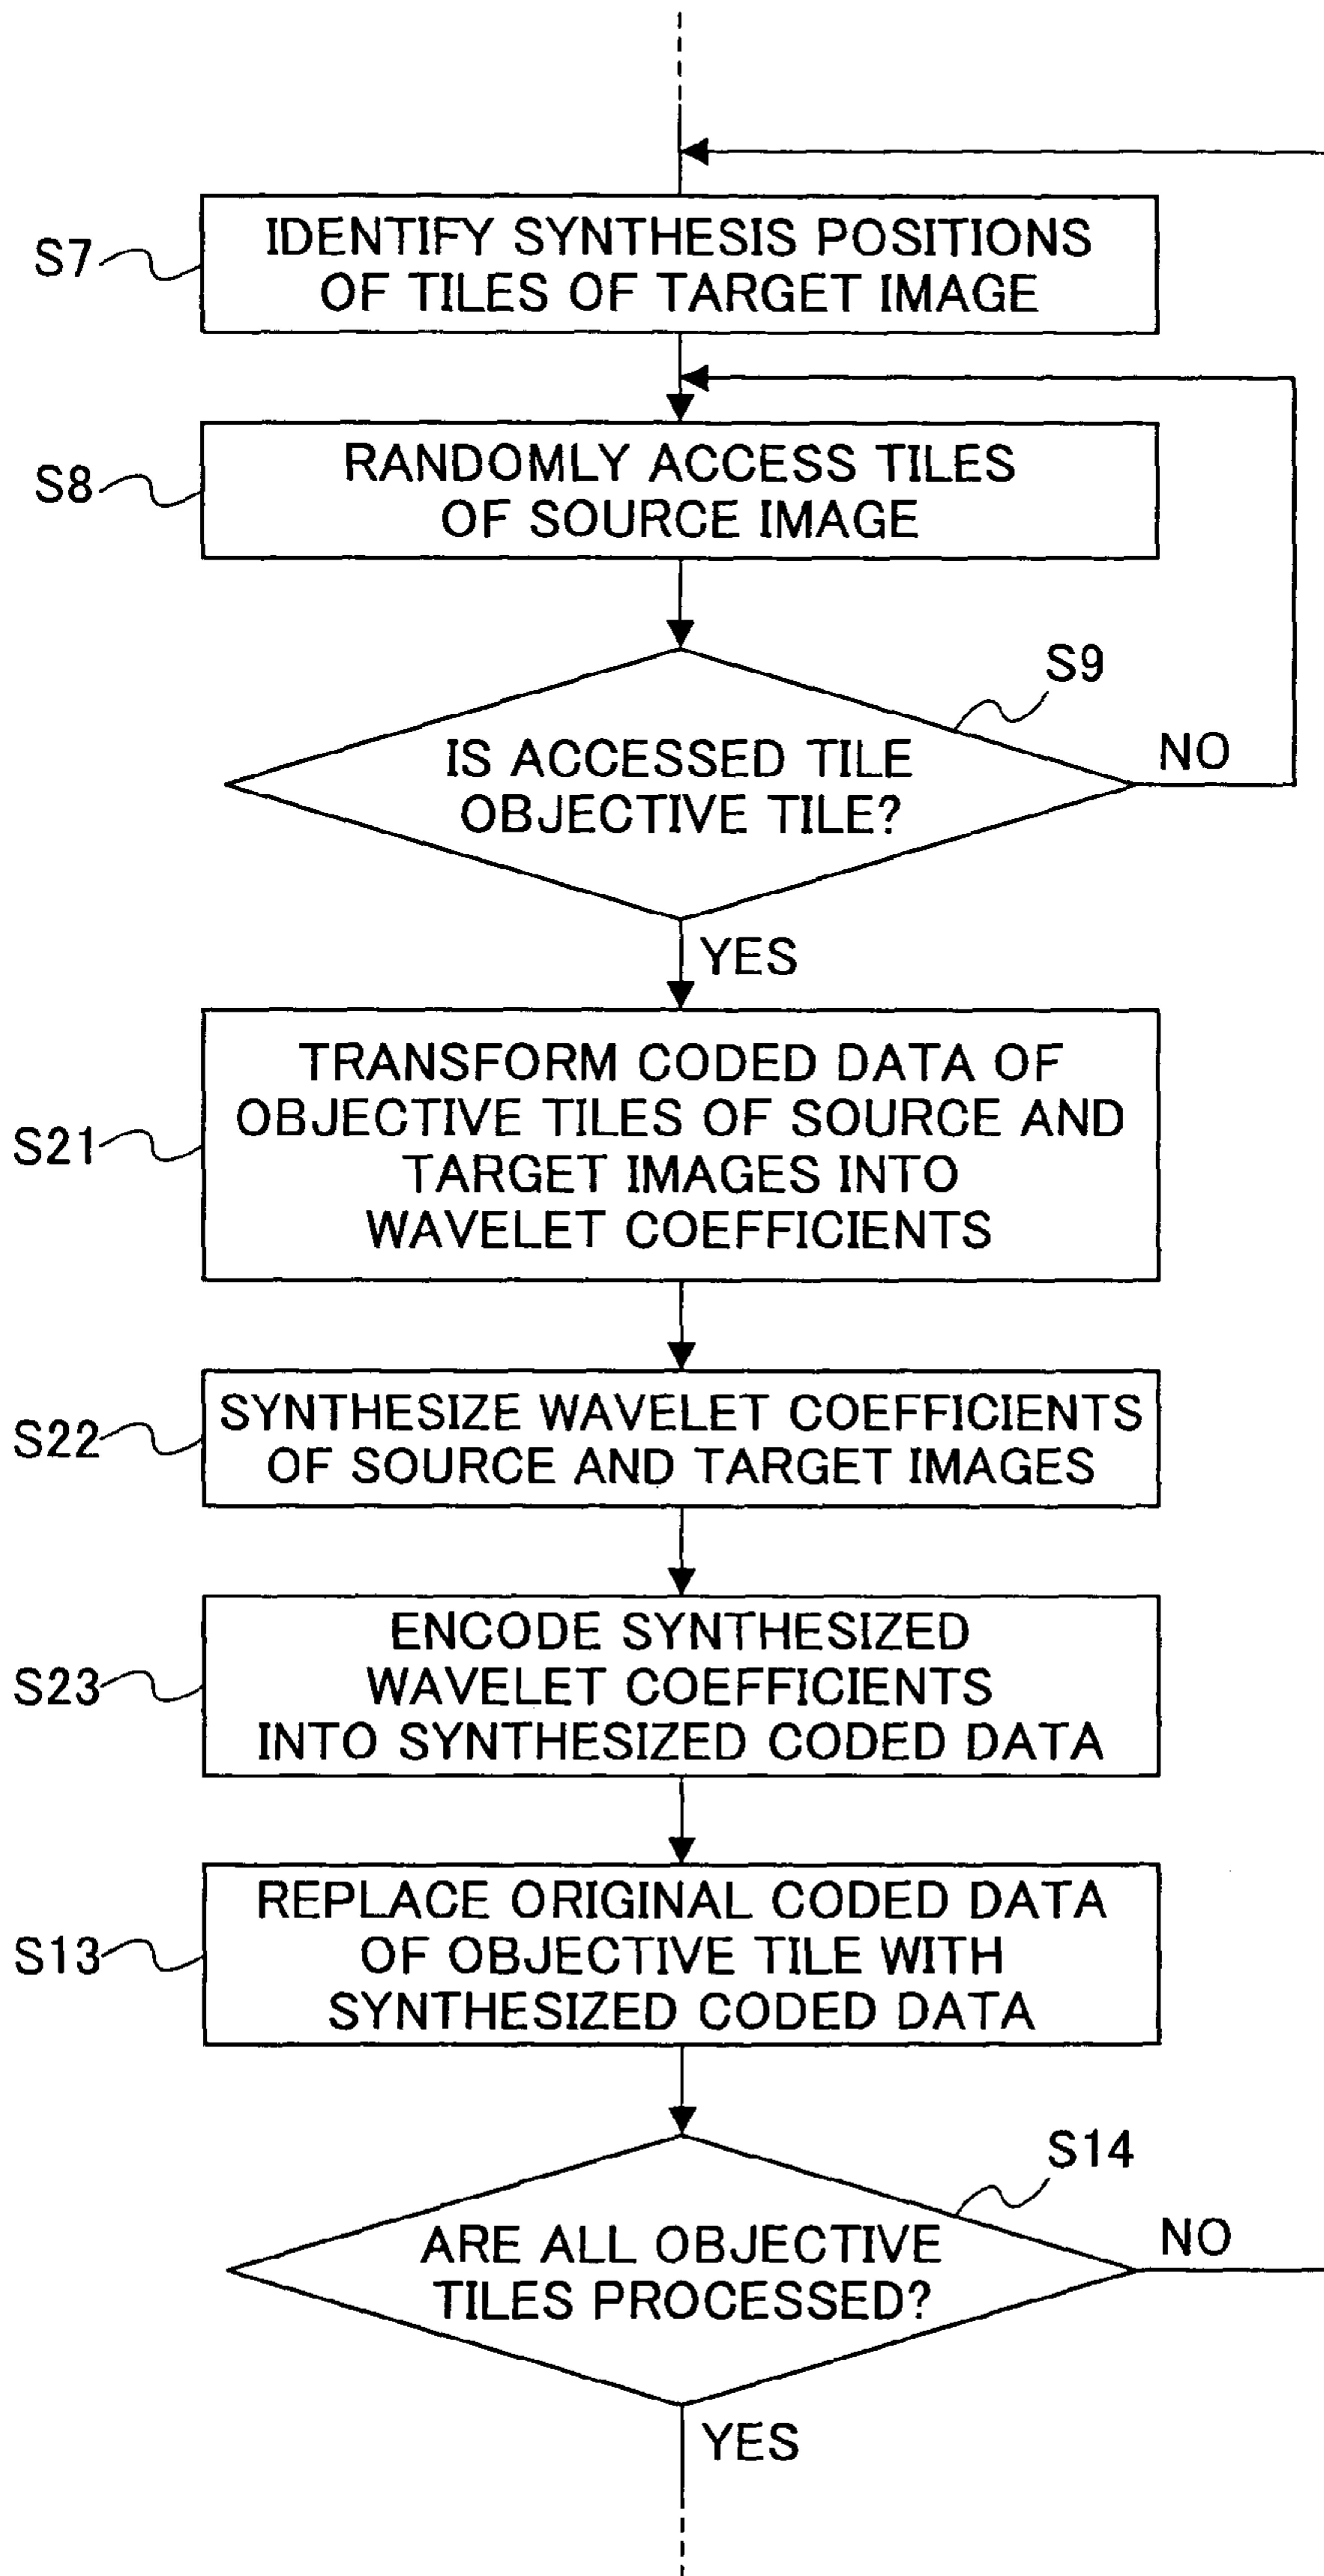 S7
IDENTIFY SYNTHESIS POSITIONS
OF TILES OF TARGET IMAGE
S8
RANDOMLY ACCESS TILES
OF SOURCE IMAGE
S9
IS ACCESSED TILE
OBJECTIVE TILE?
NO
YES
S21
TRANSFORM CODED DATA OF
OBJECTIVE TILES OF SOURCE AND
TARGET IMAGES INTO
WAVELET COEFFICIENTS
S22
SYNTHESIZE WAVELET COEFFICIENTS
OF SOURCE AND TARGET IMAGES
S23
ENCODE SYNTHESIZED
WAVELET COEFFICIENTS
INTO SYNTHESIZED CODED DATA
S13
REPLACE ORIGINAL CODED DATA
OF OBJECTIVE TILE WITH
SYNTHESIZED CODED DATA
S14
ARE ALL OBJECTIVE
TILES PROCESSED?
NO
YES